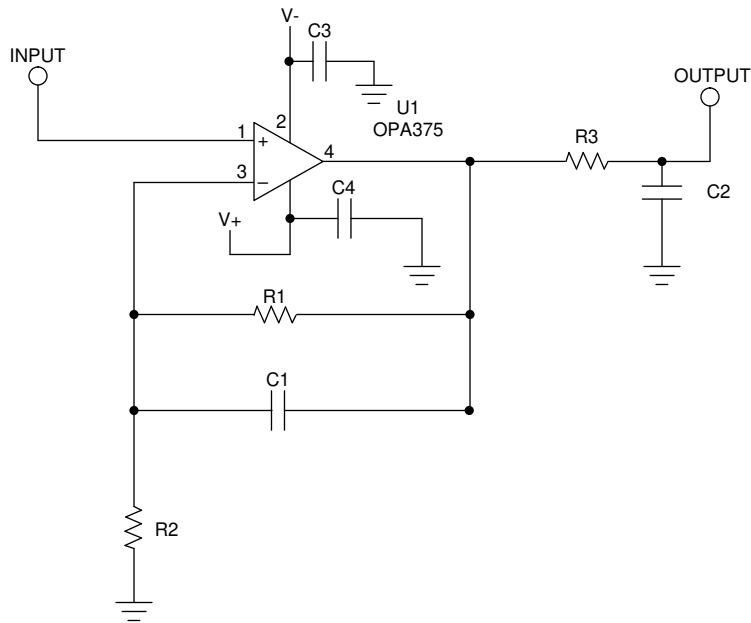 V-
C3
INPUT
OUTPUT
U1
OPA375
2
1
+
3
–
4
R3
C4
C2
V+
R1
C1
R2